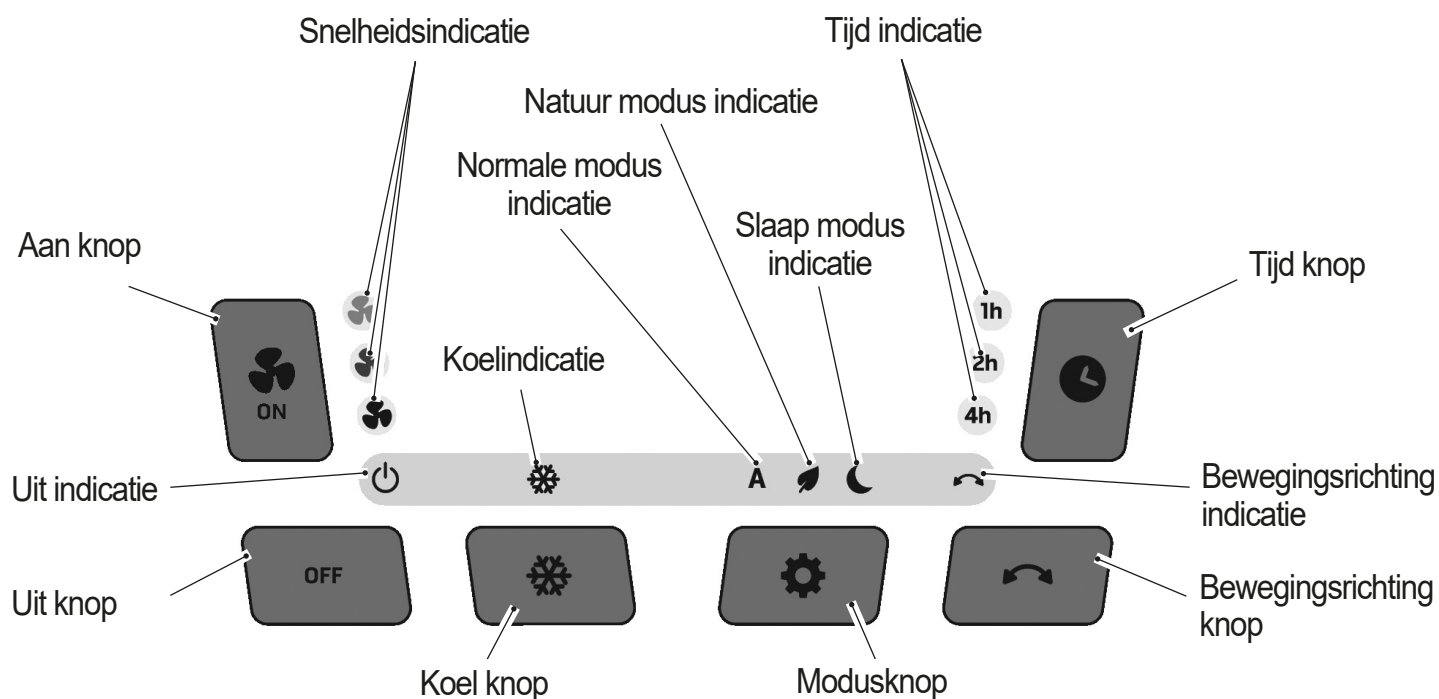 Snelheidsindicatie
Tijd indicatie
Natuur modus indicatie
Normale modus
indicatie
Slaap modus
indicatie
Aan knop
Tijd knop
1h
2h
4h
ON
Koelindicatie
A
Uit indicatie
Bewegingsrichting
indicatie
OFF
Uit knop
Bewegingsrichting
knop
Koel knop
Modusknop